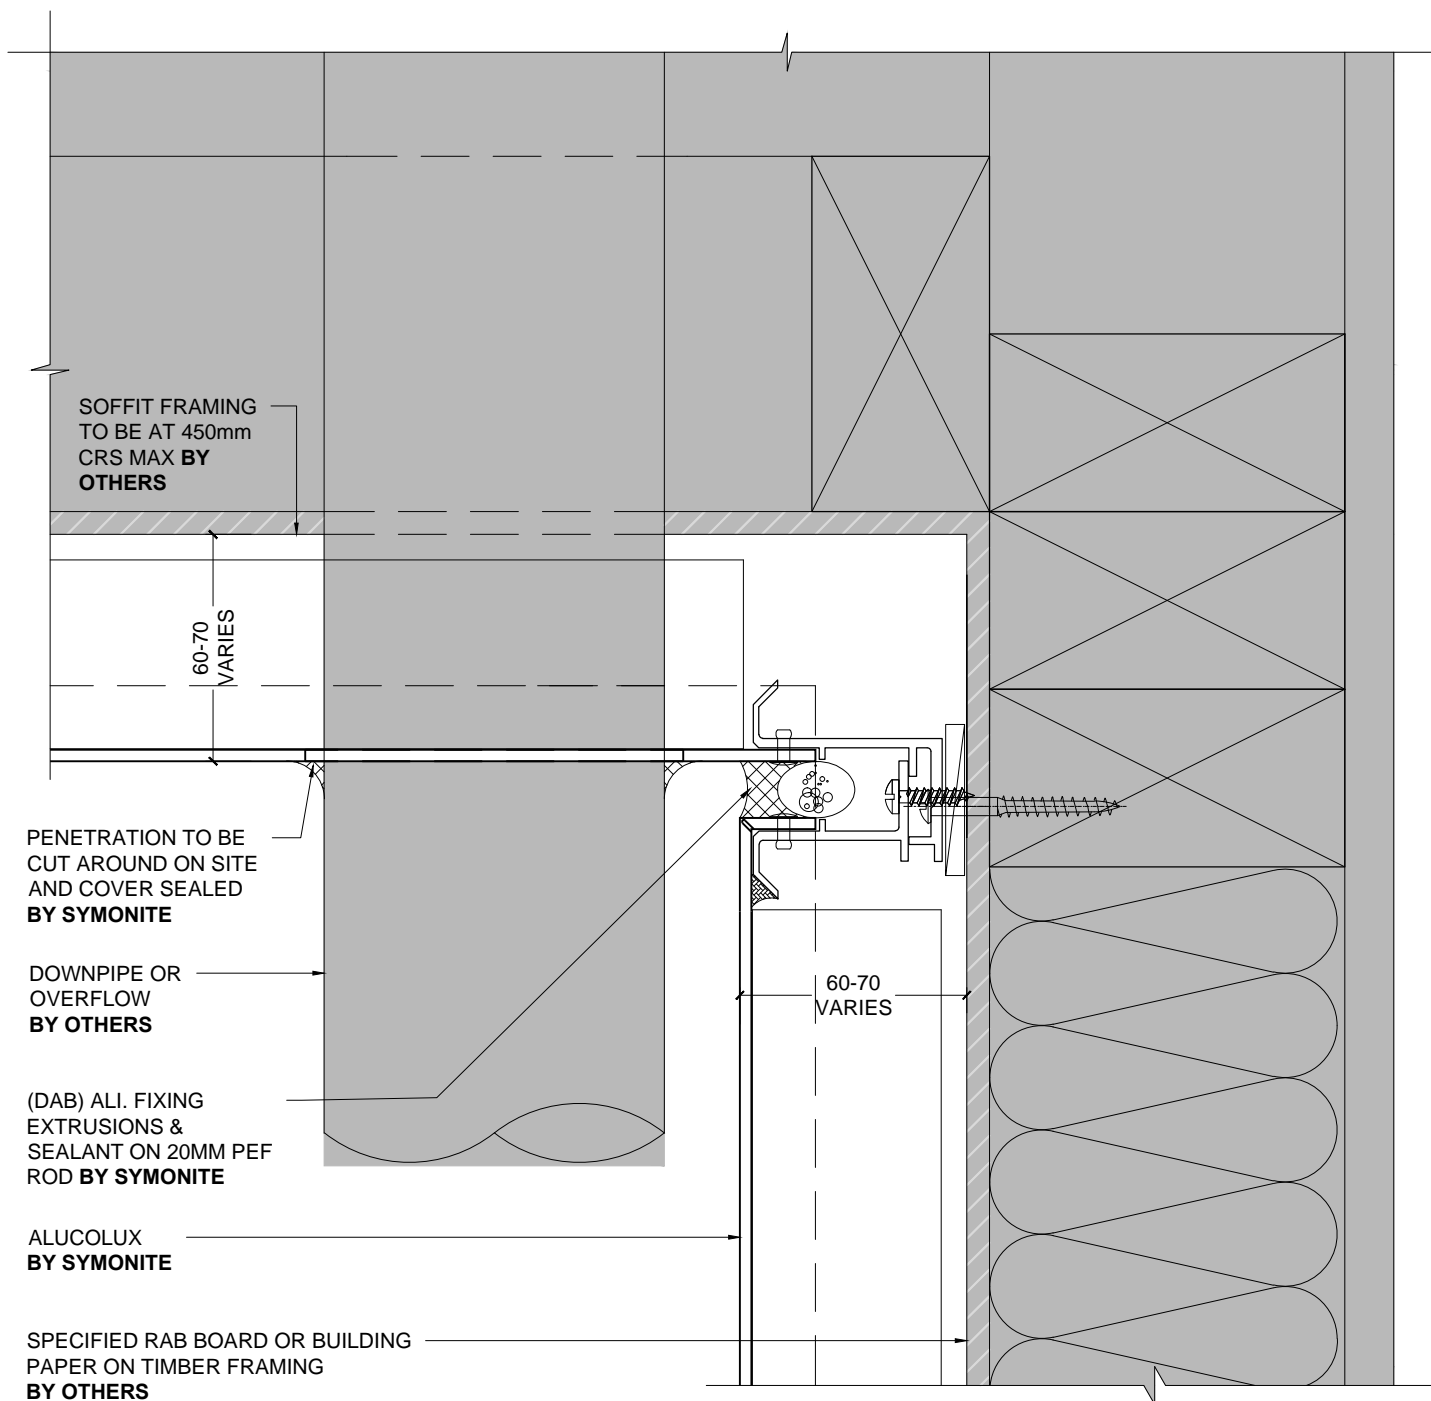 SOFFIT FRAMING
TO BE AT 450mm
CRS MAX BY
OTHERS
60-70
VARIES
PENETRATION TO BE
CUT AROUND ON SITE
AND COVER SEALED
BY SYMONITE
DOWNPIPE OR
OVERFLOW
BY OTHERS
60-70
VARIES
(DAB) ALI. FIXING
EXTRUSIONS &
SEALANT ON 20MM PEF
ROD BY SYMONITE
ALUCOLUX
BY SYMONITE
SPECIFIED RAB BOARD OR BUILDING
PAPER ON TIMBER FRAMING
BY OTHERS